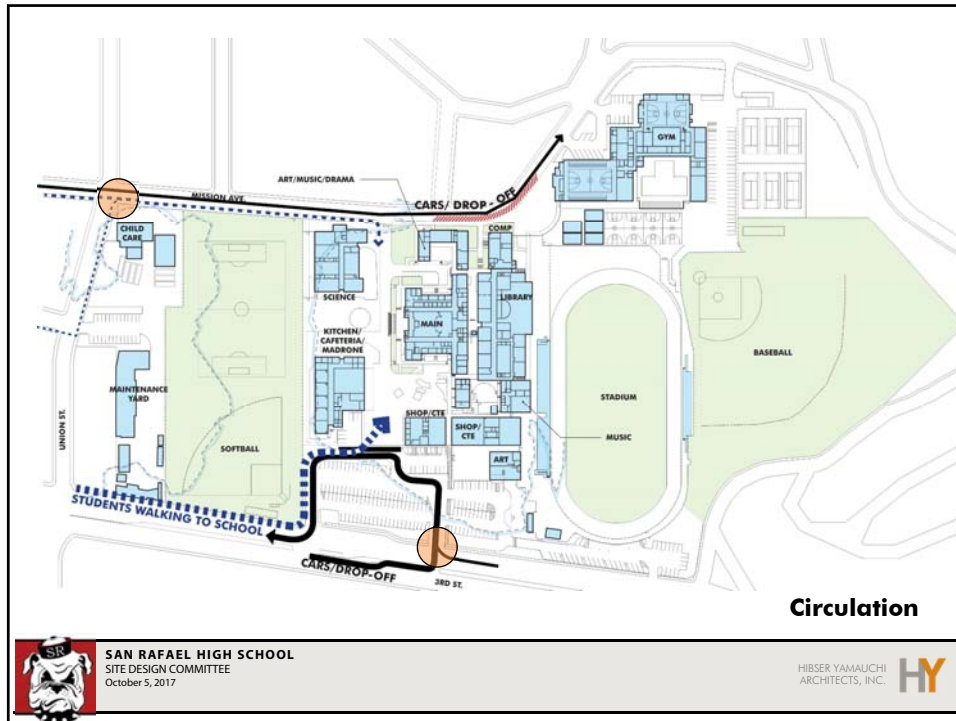 GYM
ART/MUSIC/DRAMA
CARS/ DROP - OFF
MISSION AVE.
CHILD
CARE
COMP
SCIENCE
LIBRARY
MAIN
KITCHEN/
CAFETERIA/
MADRONE
BASEBALL
MAINTENANCE
YARD
STADIUM
UNION ST.
SHOP/CTE
SHOP/
CTE
MUSIC
SOFTBALL
ART
STUDENTS WALKING TO SCHOOL
CARS/DROP-OFF
3RD ST.
Circulation
SR
SAN RAFAEL HIGH SCHOOL
SITE DESIGN COMMITTEE
October 5, 2017
HIBSER YAMAUCHI
ARCHITECTS, INC.
HY